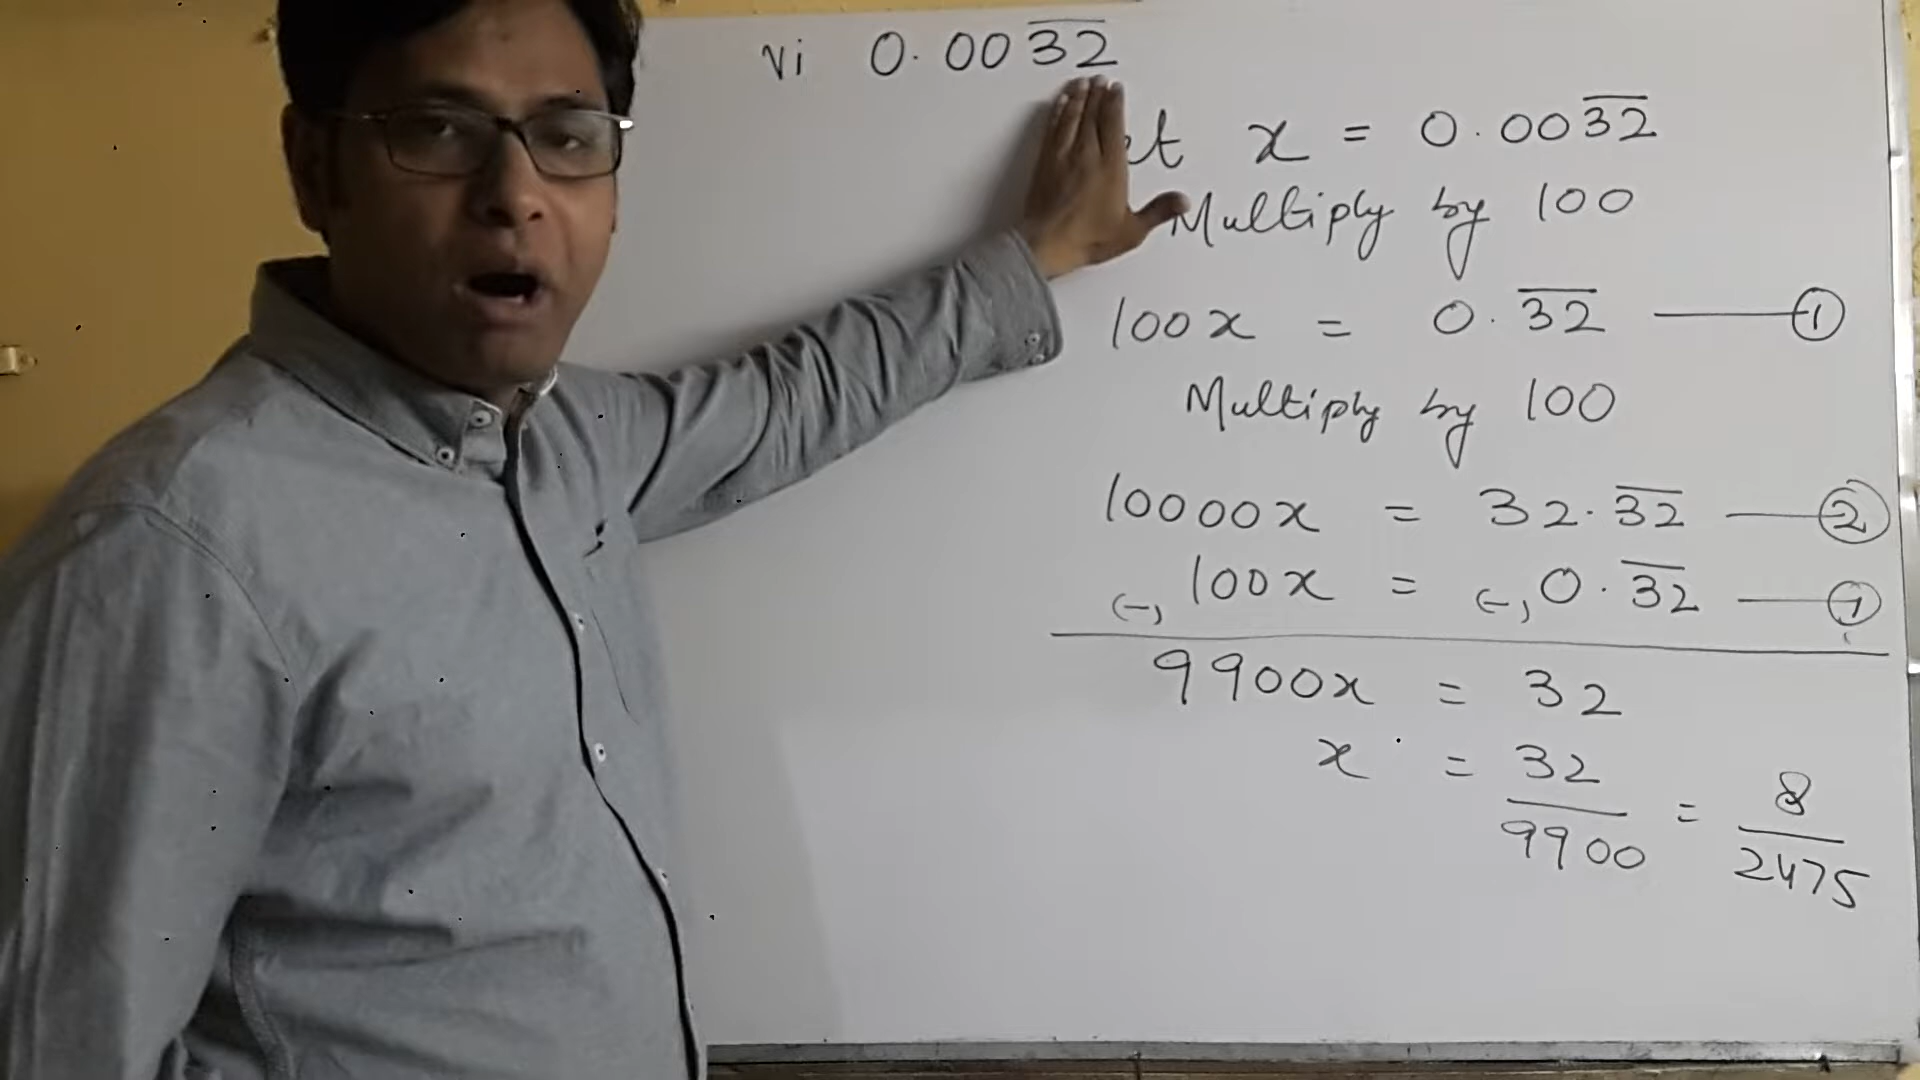 vi 0.00\overline{32}
et x = 0.00\overline{32}
Multiply by 100
100x = 0.\overline{32} —— ①
Multiply by 100
10000x = 32.\overline{32} —— ②
(-) 100x = (-) 0.\overline{32} —— ①
9900x = 32
x = 32/9900 = 8/2475